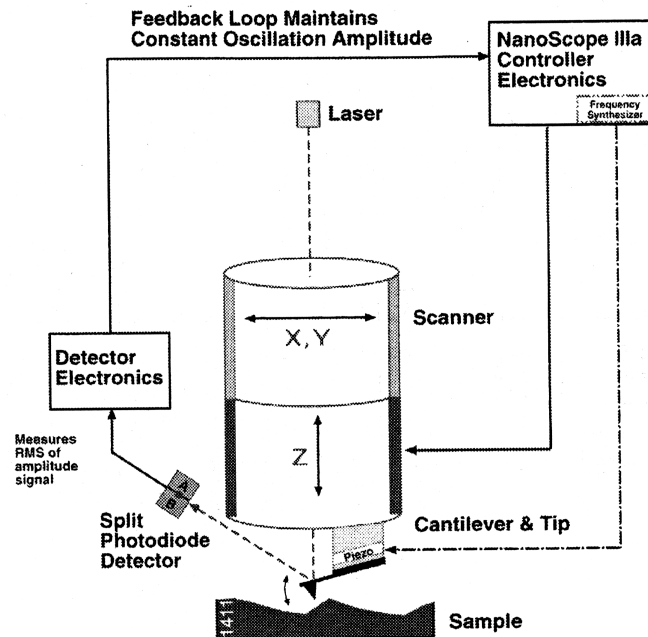 Feedback Loop Maintains
Constant Oscillation Amplitude
NanoScope IIIa
Controller
Electronics
Frequency
Synthesizer
Laser
X, Y
Scanner
Detector
Electronics
Measures
RMS of
amplitude
signal
Z
A
B
Split
Photodiode
Detector
Cantilever & Tip
Piezo
Sample
1411